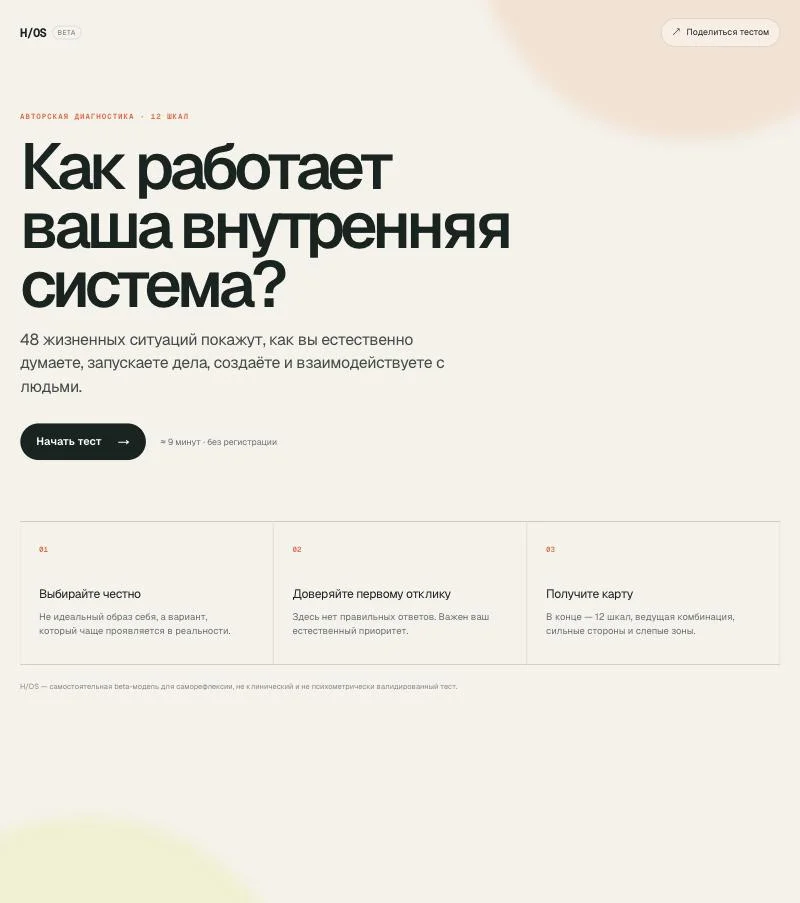 H/OS BETA
↗ Поделиться тестом
АВТОРСКАЯ ДИАГНОСТИКА · 12 ШКАЛ
Как работает
ваша внутренняя
система?
48 жизненных ситуаций покажут, как вы естественно
думаете, запускаете дела, создаёте и взаимодействуете с
людьми.
Начать тест →
≈ 9 минут · без регистрации
01
Выбирайте честно
Не идеальный образ себя, а вариант,
который чаще проявляется в реальности.
02
Доверяйте первому отклику
Здесь нет правильных ответов. Важен ваш
естественный приоритет.
03
Получите карту
В конце — 12 шкал, ведущая комбинация,
сильные стороны и слепые зоны.
H/OS — самостоятельная beta-модель для саморефлексии, не клинический и не психометрически валидированный тест.